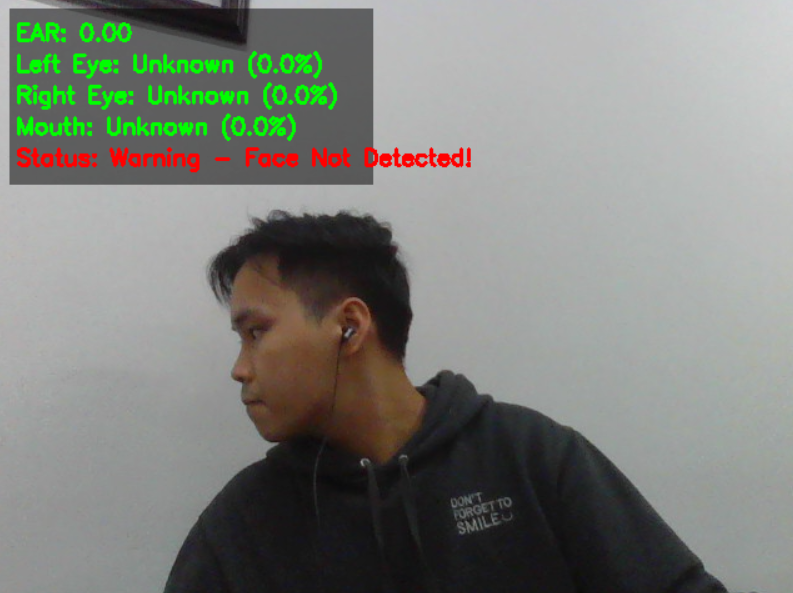 EAR: 0.00
Left Eye: Unknown (0.0%)
Right Eye: Unknown (0.0%)
Mouth: Unknown (0.0%)
Status: Warning - Face Not Detected!
DON'T
FORGET TO
SMILE